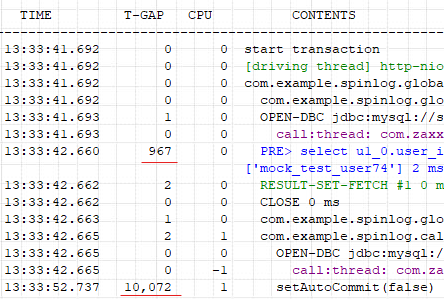 TIME T-GAP CPU CONTENTS
13:33:41.692 0 0 start transaction
13:33:41.692 0 0 [driving thread] http-nio
13:33:41.692 0 0 com.example.spinlog.globa
13:33:41.692 0 0 com.example.spinlog.glo
13:33:41.693 1 0 OPEN-DBC jdbc:mysql://s
13:33:41.693 0 0 call:thread: com.zaxx
13:33:42.660 967 0 PRE> select u1_0.user_i
['mock_test_user74'] 2 ms
13:33:42.662 2 0 RESULT-SET-FETCH #1 0 m
13:33:42.662 0 0 CLOSE 0 ms
13:33:42.663 1 0 com.example.spinlog.glo
13:33:42.665 2 0 com.example.spinlog.cal
13:33:42.665 0 0 OPEN-DBC jdbc:mysql://
13:33:42.665 0 -1 call:thread: com.za
13:33:52.737 10,072 1 setAutoCommit(false)